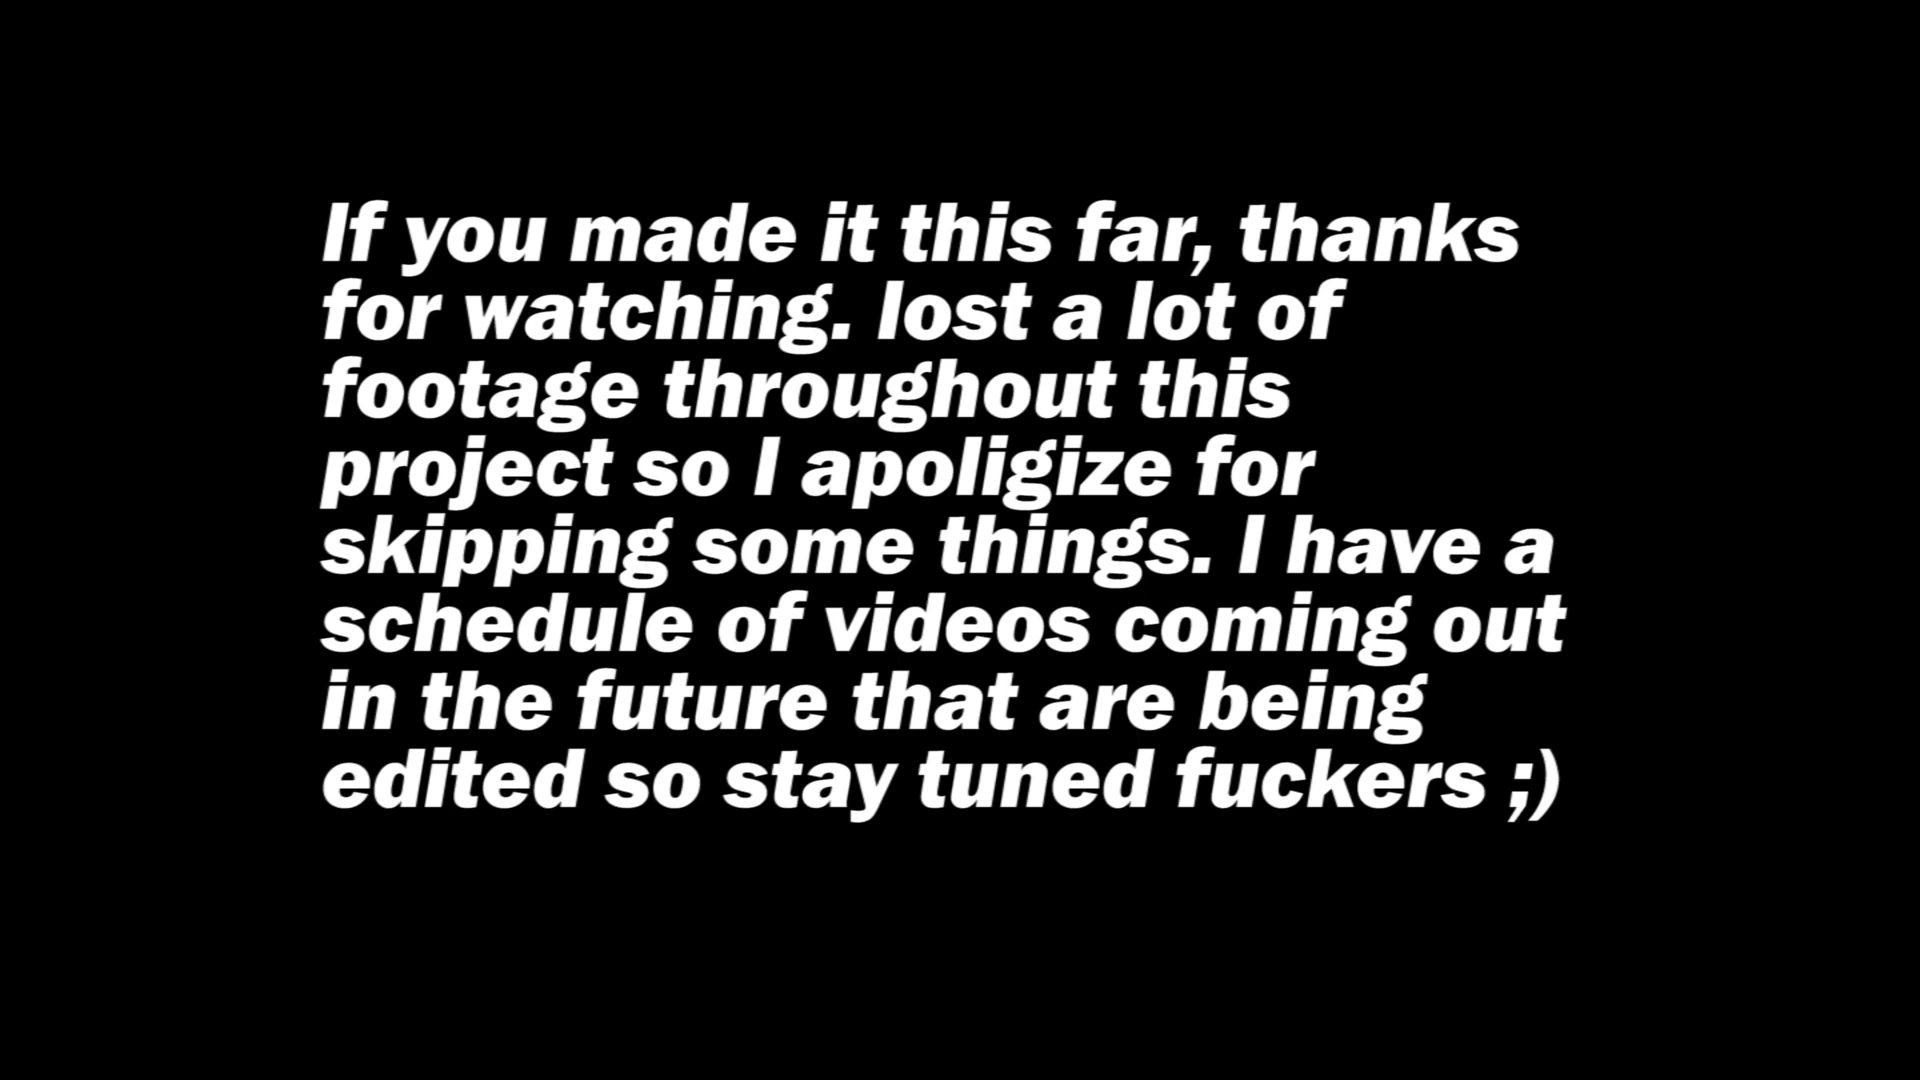 If you made it this far, thanks
for watching. lost a lot of
footage throughout this
project so I apoligize for
skipping some things. I have a
schedule of videos coming out
in the future that are being
edited so stay tuned fuckers ;)